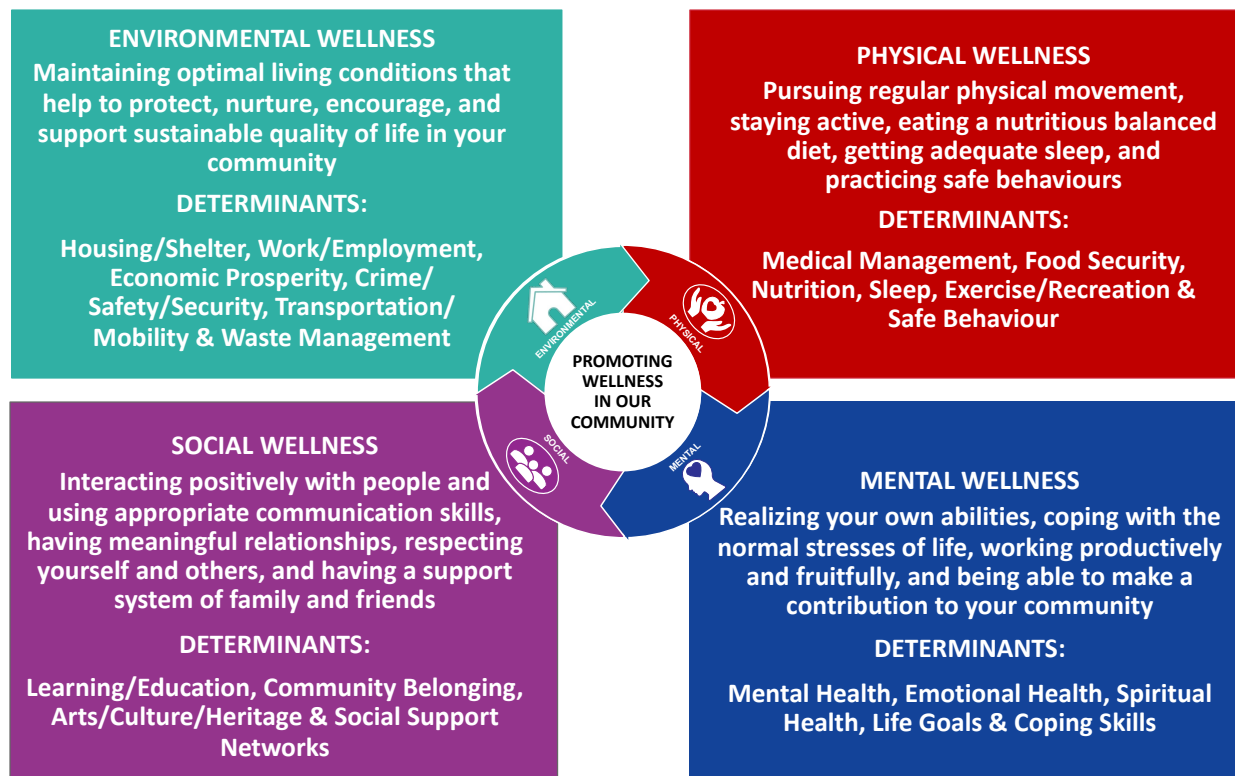 ENVIRONMENTAL WELLNESS
Maintaining optimal living conditions that
help to protect, nurture, encourage, and
support sustainable quality of life in your
community
DETERMINANTS:
Housing/Shelter, Work/Employment,
Economic Prosperity, Crime/
Safety/Security, Transportation/
Mobility & Waste Management
PHYSICAL WELLNESS
Pursuing regular physical movement,
staying active, eating a nutritious balanced
diet, getting adequate sleep, and
practicing safe behaviours
DETERMINANTS:
Medical Management, Food Security,
Nutrition, Sleep, Exercise/Recreation &
Safe Behaviour
ENVIRONMENTAL
PHYSICAL
PROMOTING
WELLNESS
IN OUR
COMMUNITY
SOCIAL
MENTAL
SOCIAL WELLNESS
Interacting positively with people and
using appropriate communication skills,
having meaningful relationships, respecting
yourself and others, and having a support
system of family and friends
DETERMINANTS:
Learning/Education, Community Belonging,
Arts/Culture/Heritage & Social Support
Networks
MENTAL WELLNESS
Realizing your own abilities, coping with the
normal stresses of life, working productively
and fruitfully, and being able to make a
contribution to your community
DETERMINANTS:
Mental Health, Emotional Health, Spiritual
Health, Life Goals & Coping Skills